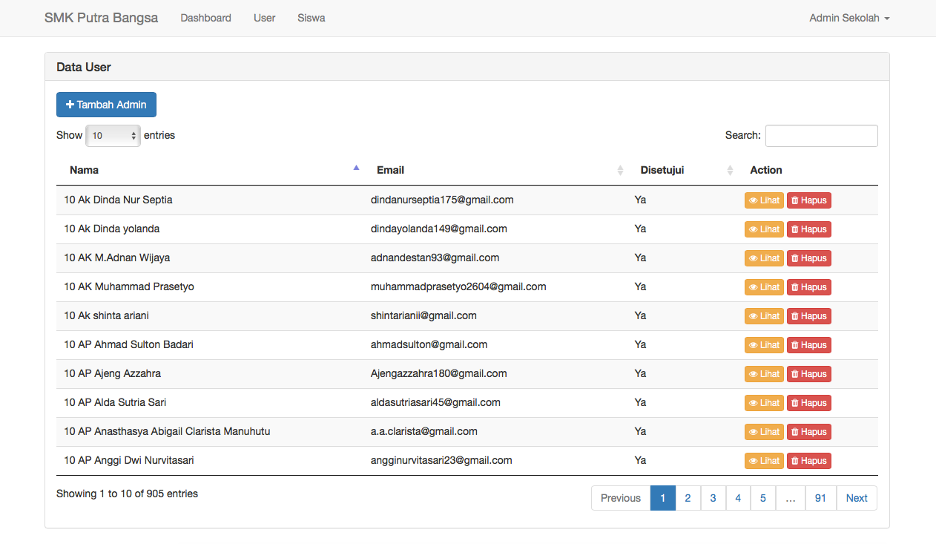 SMK Putra Bangsa Dashboard User Siswa Admin Sekolah
Data User
Tambah Admin
Show 10 entries Search:
Nama Email Disetujui Action
10 Ak Dinda Nur Septia dindanurseptia175@gmail.com Ya Lihat Hapus
10 Ak Dinda yolanda dindayolanda149@gmail.com Ya Lihat Hapus
10 AK M.Adnan Wijaya adnandestan93@gmail.com Ya Lihat Hapus
10 AK Muhammad Prasetyo muhammadprasetyo2604@gmail.com Ya Lihat Hapus
10 Ak shinta ariani shintarianii@gmail.com Ya Lihat Hapus
10 AP Ahmad Sulton Badari ahmadsulton@gmail.com Ya Lihat Hapus
10 AP Ajeng Azzahra Ajengazzahra180@gmail.com Ya Lihat Hapus
10 AP Alda Sutria Sari aldasutriasari45@gmail.com Ya Lihat Hapus
10 AP Anasthasya Abigail Clarista Manuhutu a.a.clarista@gmail.com Ya Lihat Hapus
10 AP Anggi Dwi Nurvitasari angginurvitasari23@gmail.com Ya Lihat Hapus
Showing 1 to 10 of 905 entries Previous 1 2 3 4 5 ... 91 Next